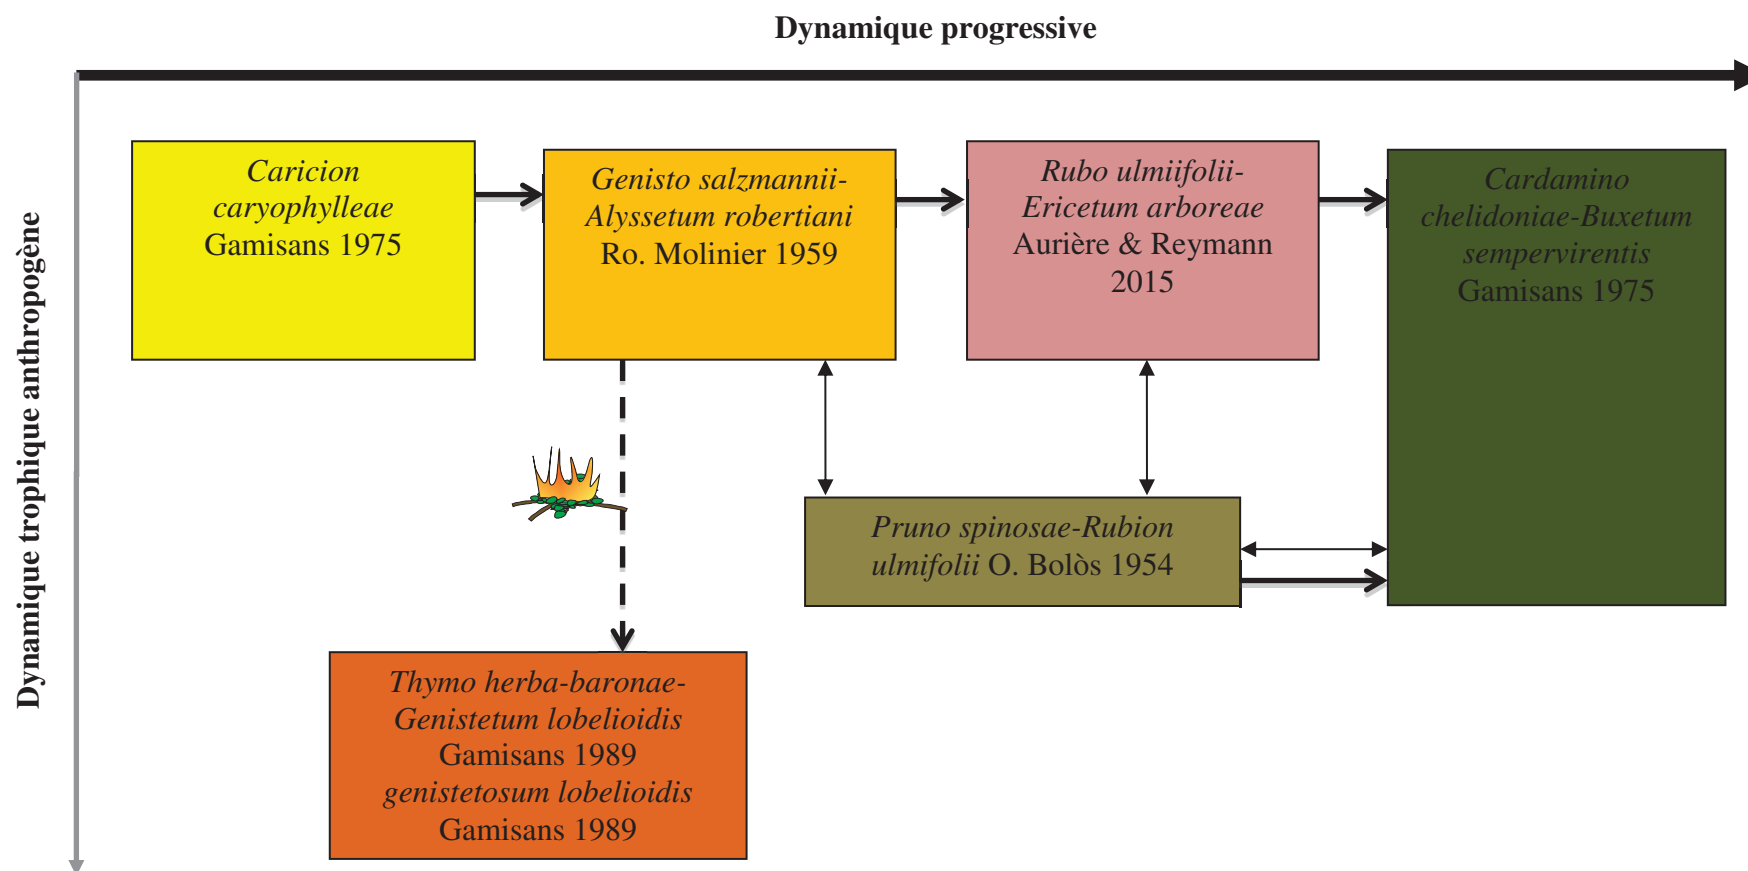 Dynamique progressive
Dynamique trophique anthropogène
Caricion
caryophylleae
Gamisans 1975
Genisto salzmannii-
Alyssetum robertiani
Ro. Molinier 1959
Rubo ulmiifolii-
Ericetum arboreae
Aurière & Reymann
2015
Cardamino
chelidoniae-Buxetum
sempervirentis
Gamisans 1975
Pruno spinosae-Rubion
ulmifolii O. Bolòs 1954
Thymo herba-baronae-
Genistetum lobelioidis
Gamisans 1989
genistetosum lobelioidis
Gamisans 1989